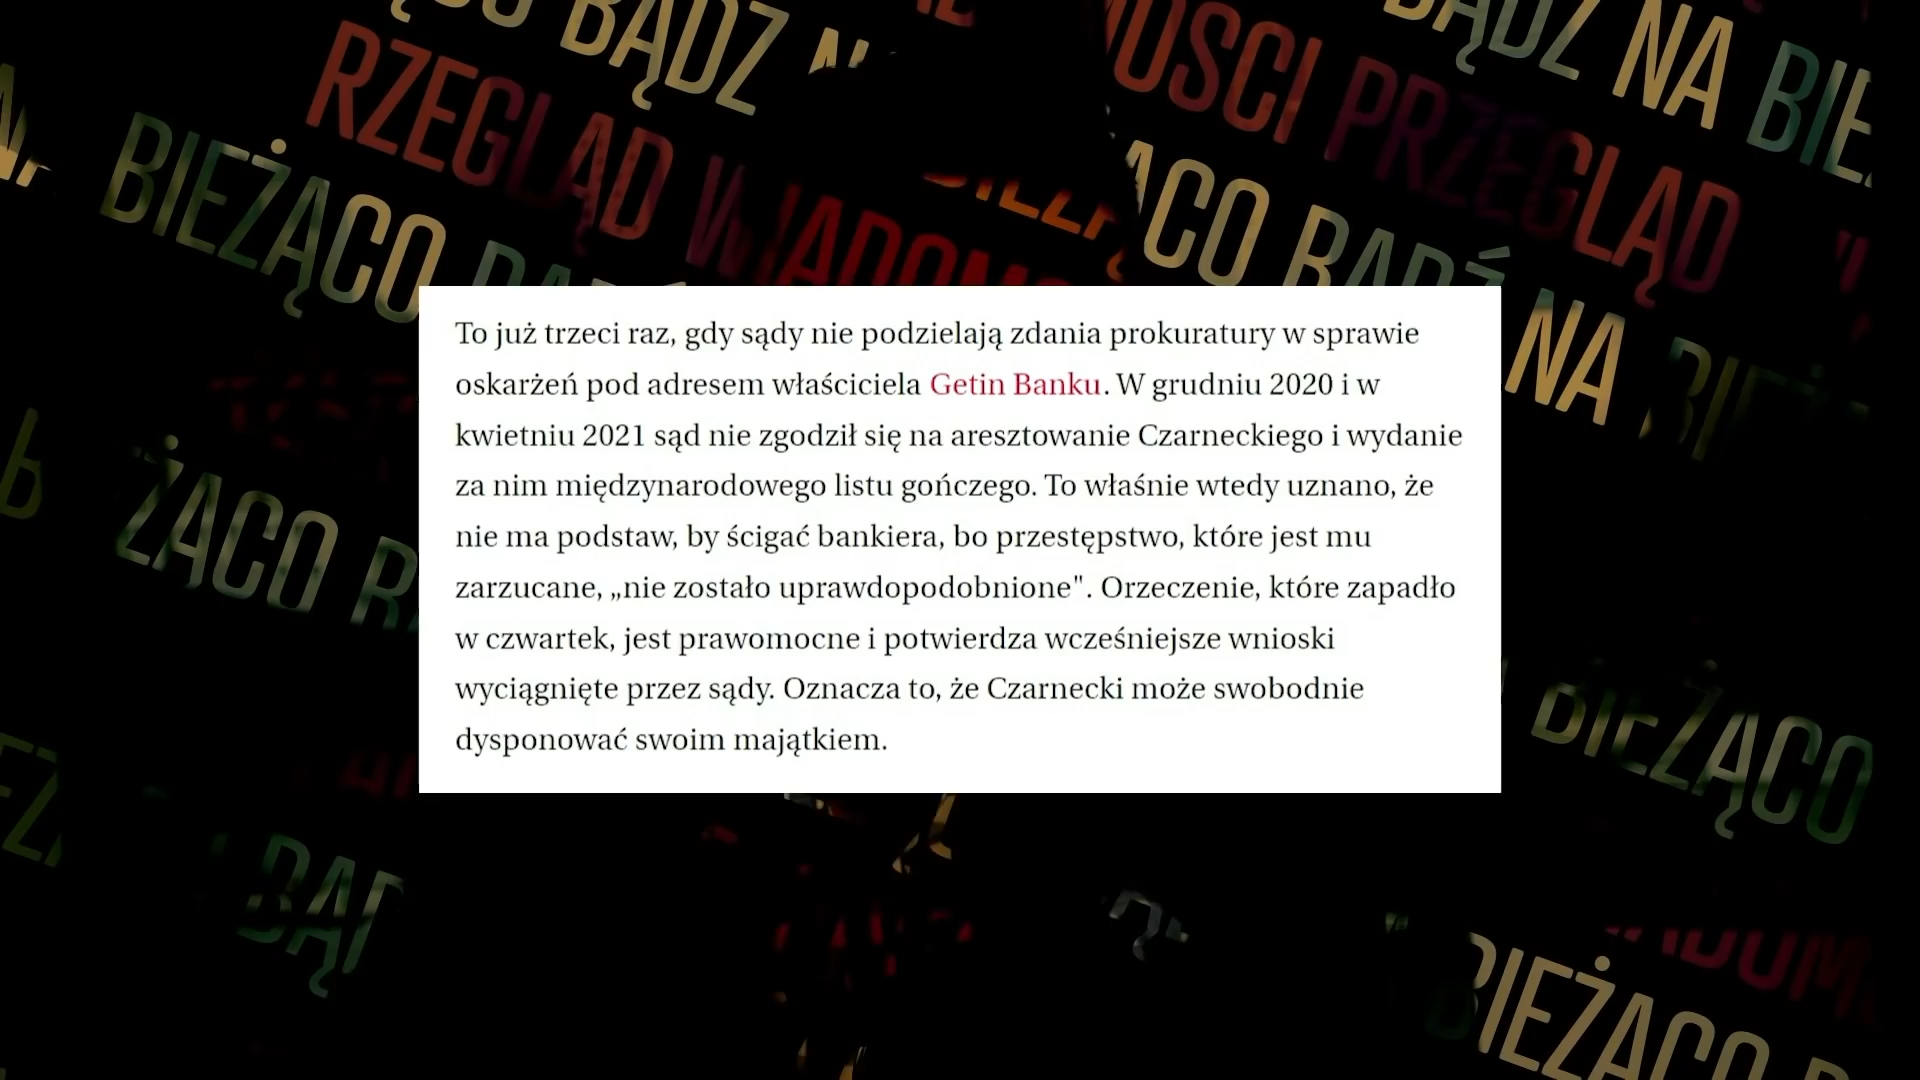 BĄDŹ
RZEGLĄD
PRZEGLĄD
BĄDŹ NA
BIEŻĄCO
NA
BIEŻĄCO
BIEŻĄCO
To już trzeci raz, gdy sądy nie podzielają zdania prokuratury w sprawie
oskarżeń pod adresem właściciela Getin Banku. W grudniu 2020 i w
kwietniu 2021 sąd nie zgodził się na aresztowanie Czarneckiego i wydanie
za nim międzynarodowego listu gończego. To właśnie wtedy uznano, że
nie ma podstaw, by ścigać bankiera, bo przestępstwo, które jest mu
zarzucane, „nie zostało uprawdopodobnione". Orzeczenie, które zapadło
w czwartek, jest prawomocne i potwierdza wcześniejsze wnioski
wyciągnięte przez sądy. Oznacza to, że Czarnecki może swobodnie
dysponować swoim majątkiem.